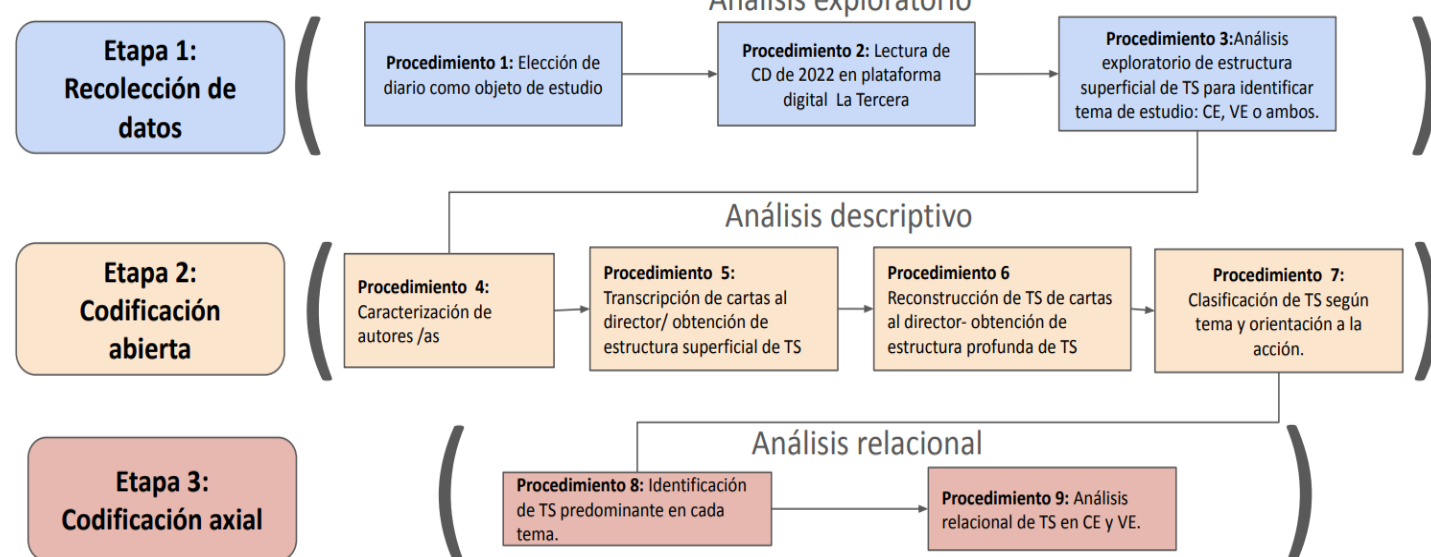 Análisis exploratorio
Etapa 1:
Recolección de
datos
Procedimiento 1: Elección de
diario como objeto de estudio
Procedimiento 2: Lectura de
CD de 2022 en plataforma
digital La Tercera
Procedimiento 3:Análisis
exploratorio de estructura
superficial de TS para identificar
tema de estudio: CE, VE o ambos.
Análisis descriptivo
Etapa 2:
Codificación
abierta
Procedimiento 4:
Caracterización de
autores /as
Procedimiento 5:
Transcripción de cartas al
director/ obtención de
estructura superficial de TS
Procedimiento 6
Reconstrucción de TS de cartas
al director- obtención de
estructura profunda de TS
Procedimiento 7:
Clasificación de TS según
tema y orientación a la
acción.
Análisis relacional
Etapa 3:
Codificación axial
Procedimiento 8: Identificación
de TS predominante en cada
tema.
Procedimiento 9: Análisis
relacional de TS en CE y VE.